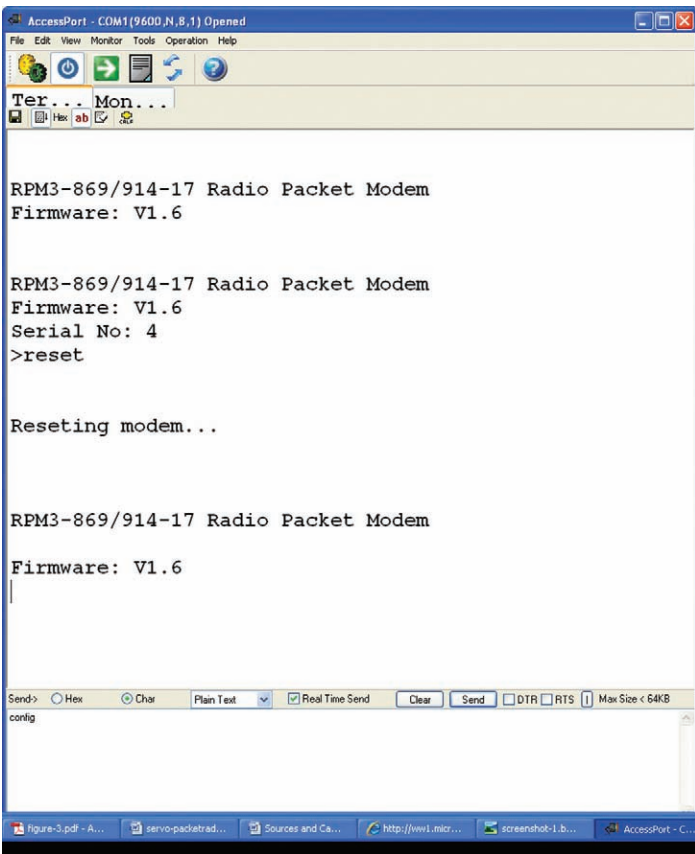 AccessPort - COM1(9600,N,8,1) Opened
File Edit View Monitor Tools Operation Help
Ter... Mon...
Hex ab
RPM3-869/914-17 Radio Packet Modem
Firmware: V1.6
RPM3-869/914-17 Radio Packet Modem
Firmware: V1.6
Serial No: 4
>reset
Reseting modem...
RPM3-869/914-17 Radio Packet Modem
Firmware: V1.6
Send-> Hex Char Plain Text Real Time Send Clear Send DTR RTS Max Size < 64KB
config
figure-3.pdf - A... servo-packetrad... Sources and Ca... http://ww1.micr... screenshot-1.b... AccessPort - C...